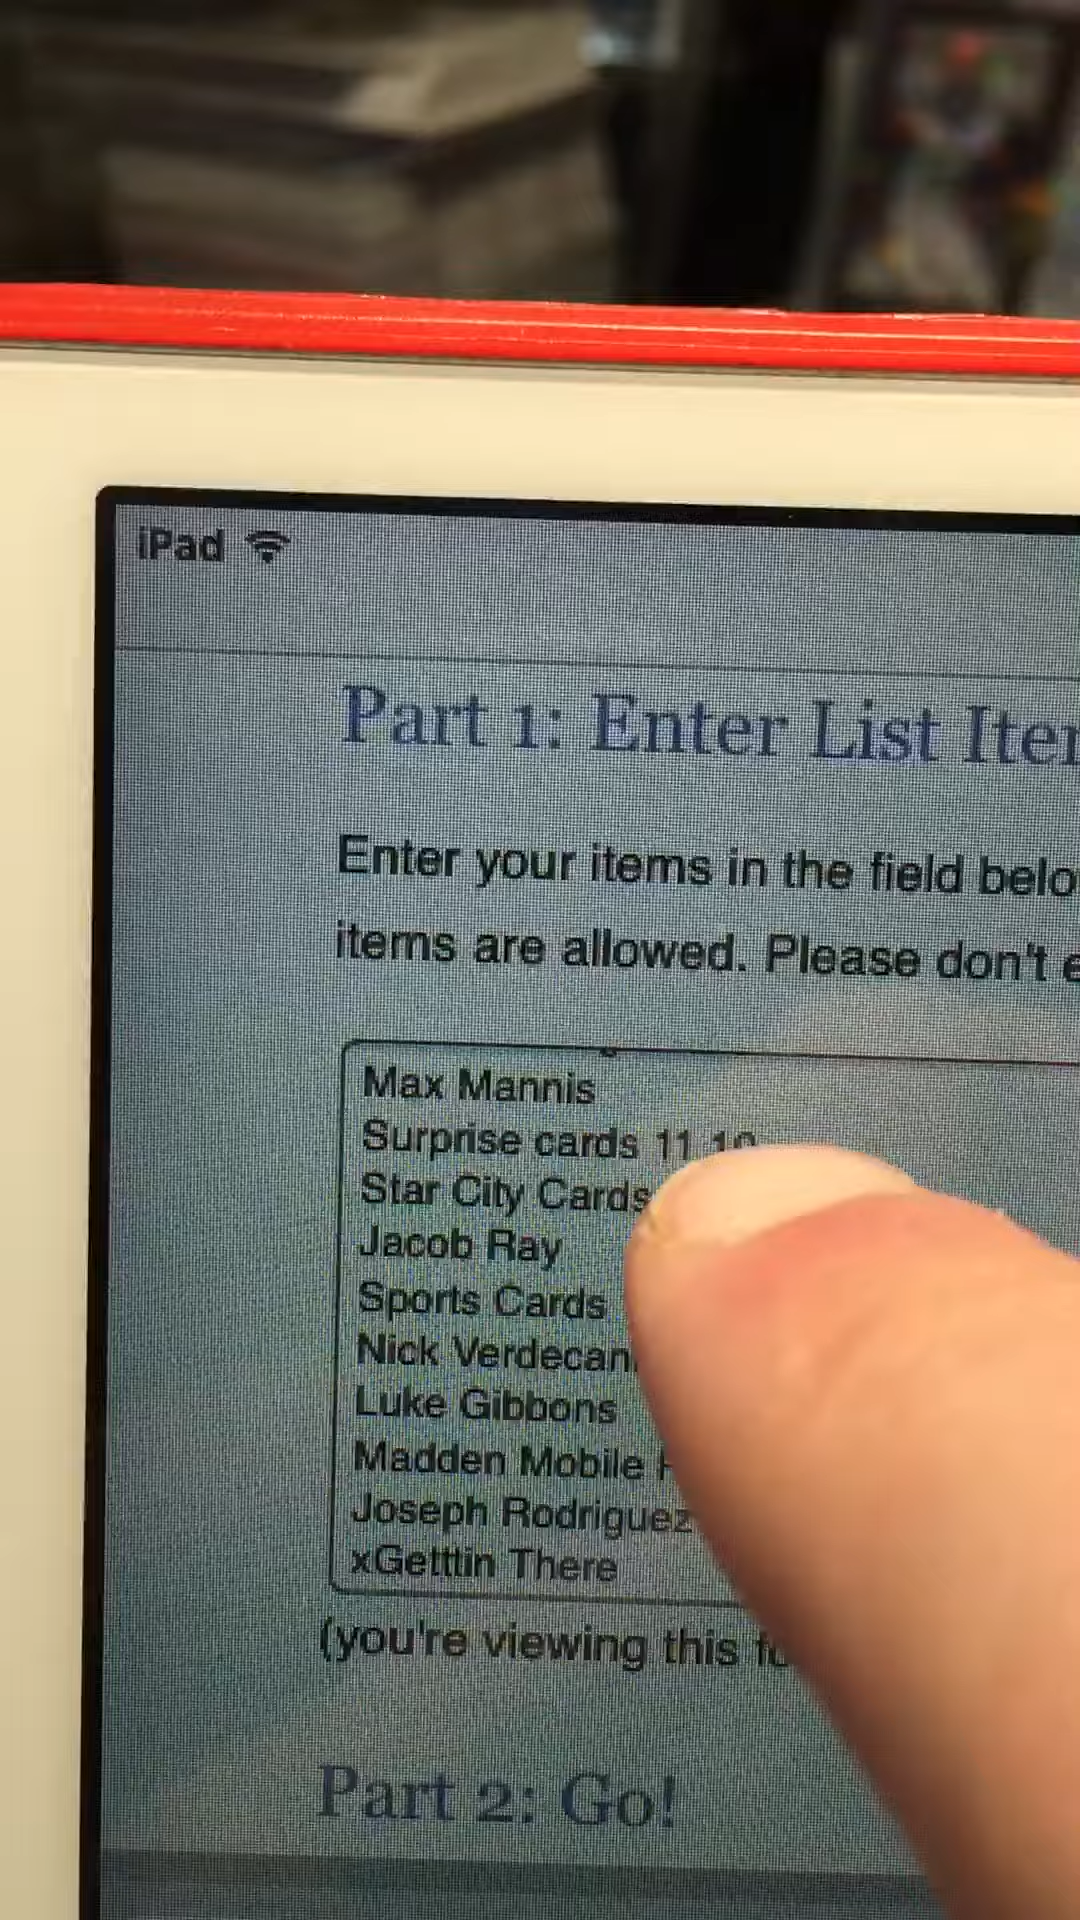 iPad
Part 1: Enter List
Enter your items in the field
items are allowed. Please don't
Max Mannis
Surprise cards 11
Star City Cards
Jacob Ray
Sports Cards
Nick
Luke Gibbons
Madden Mobile
Joseph Rodriguez
xGetttin There
(you're viewing this
Part 2: Go!